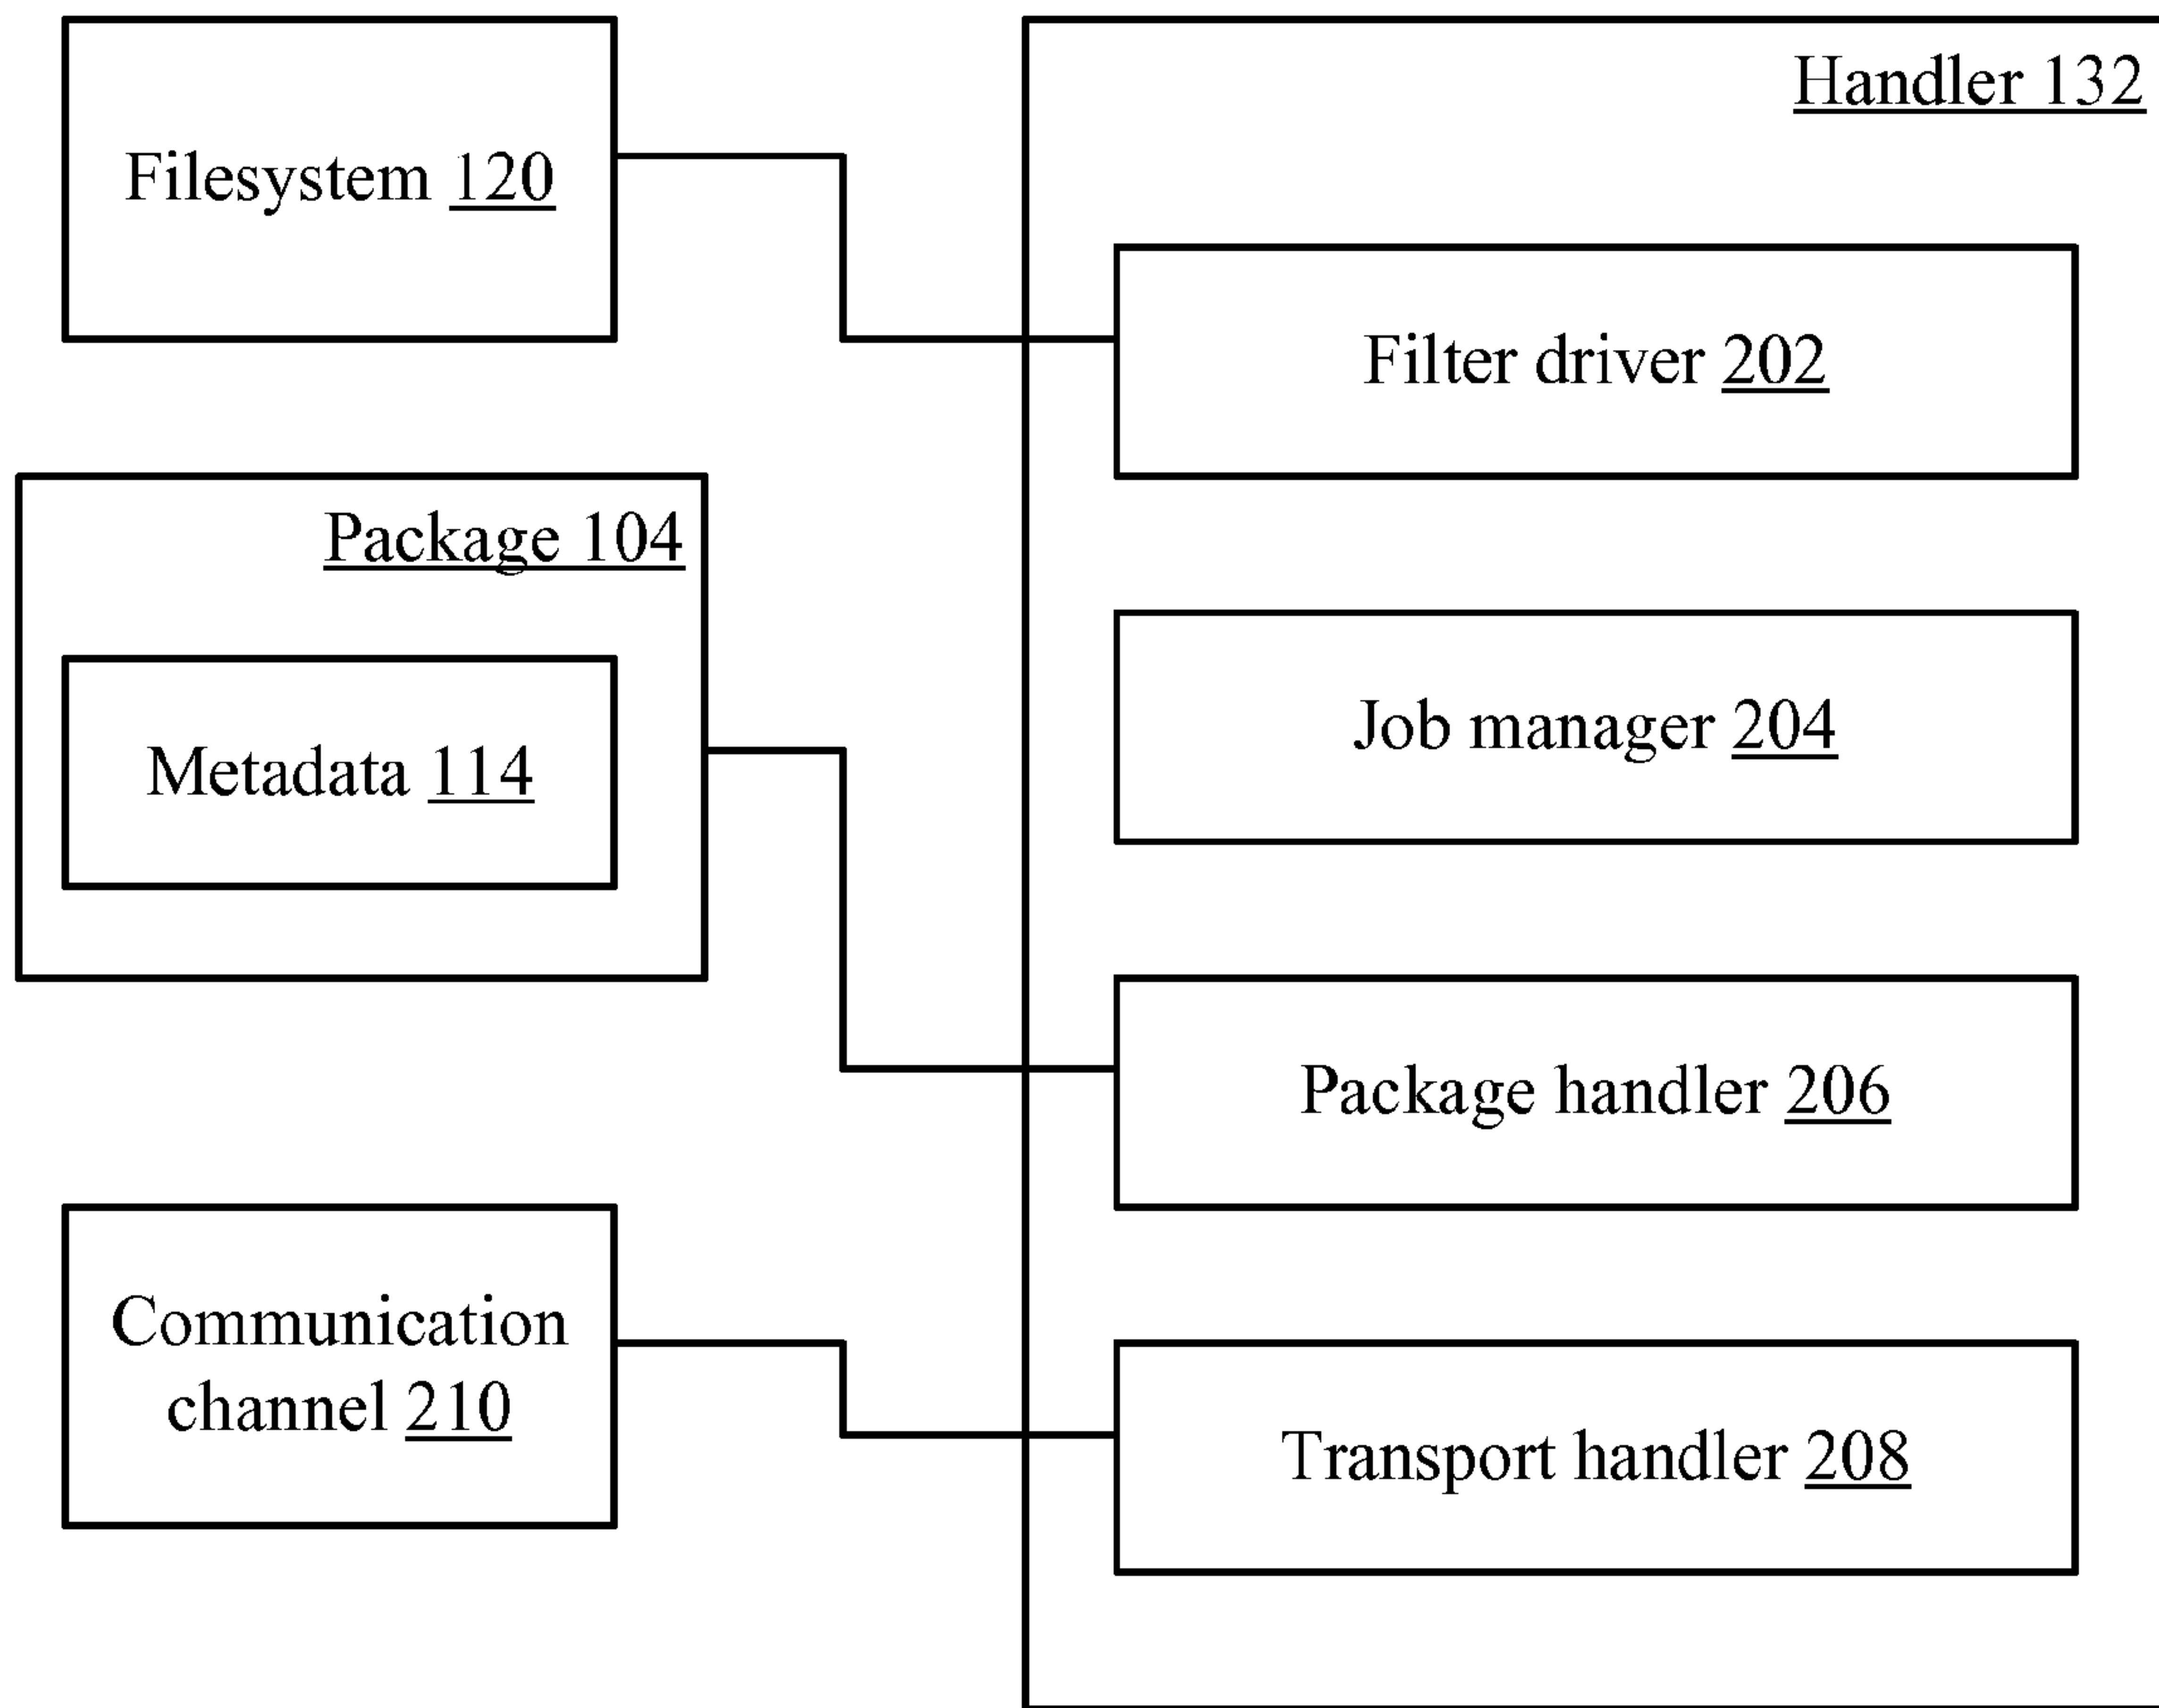 Handler 132
Filesystem 120
Filter driver 202
Package 104
Metadata 114
Job manager 204
Package handler 206
Communication
channel 210
Transport handler 208